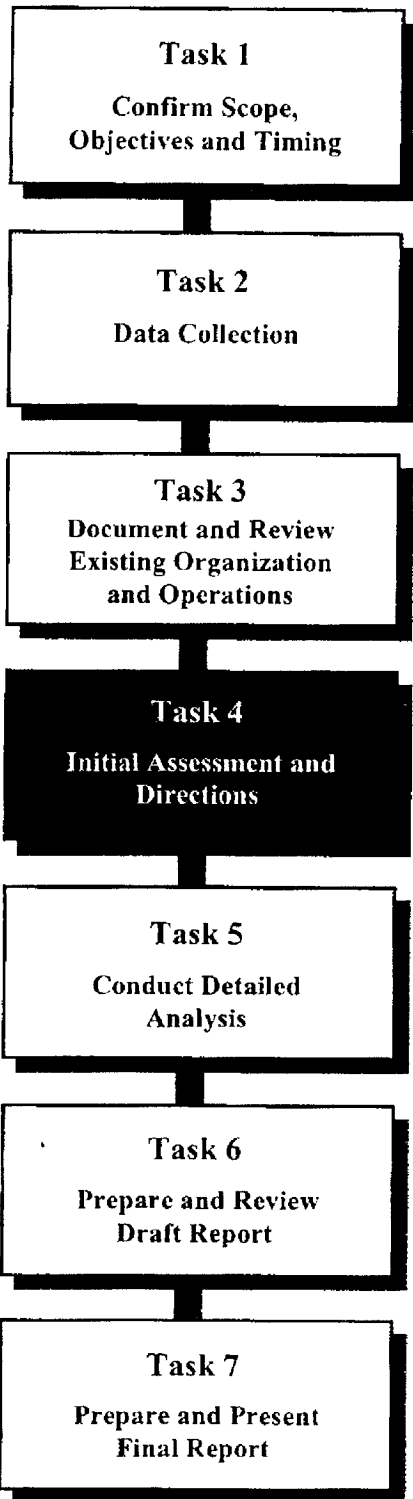 Task 1
Confirm Scope,
Objectives and Timing
Task 2
Data Collection
Task 3
Document and Review
Existing Organization
and Operations
Task 4
Initial Assessment and
Directions
Task 5
Conduct Detailed
Analysis
Task 6
Prepare and Review
Draft Report
Task 7
Prepare and Present
Final Report